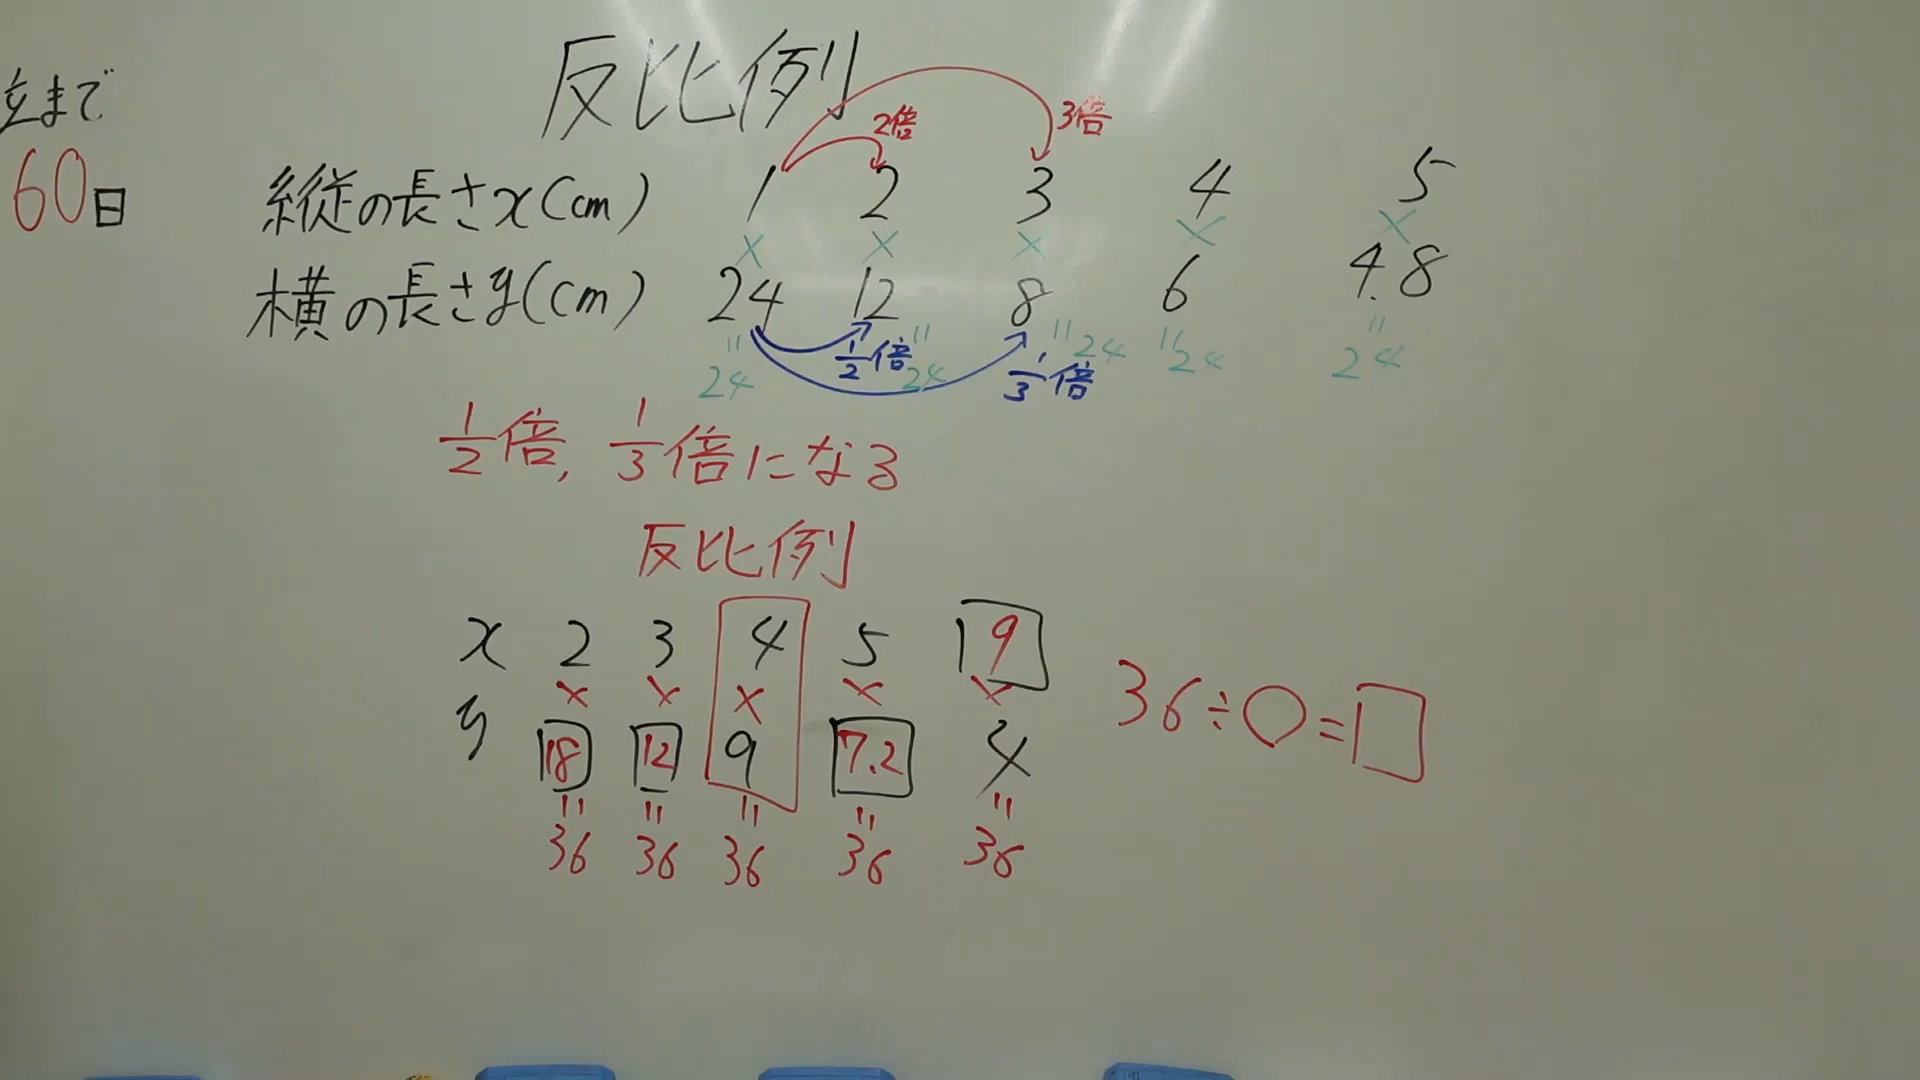 反比例
まで
60日
2倍 3倍
縦の長さx(cm) 1 2 3 4 5
× × × × ×
横の長さy(cm) 24 12 8 6 4.8
= = = = =
24 24 24 24 24
1/2倍 1/3倍
1/2倍, 1/3倍になる
反比例
x 2 3 4 5 9
× × × × ×
y 18 12 9 7.2 4
= = = = =
36 36 36 36 36
36÷○=□